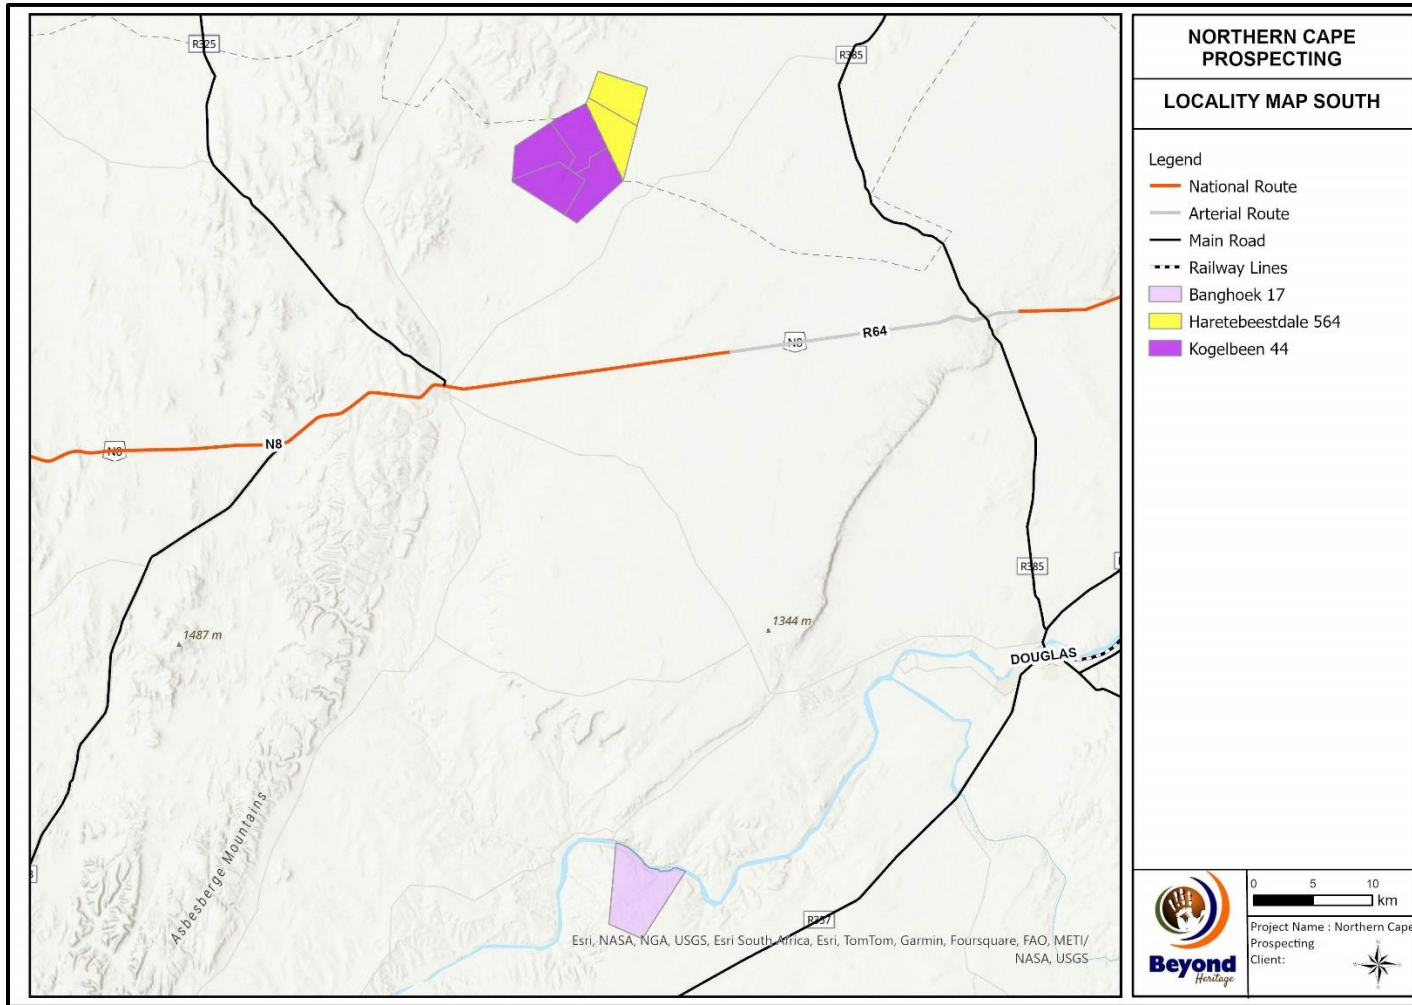 R325
R385
N8
R64
N8
N8
1487 m
1344 m
R385
DOUGLAS
Asbesberge Mountains
R357
Esri, NASA, NGA, USGS, Esri South Africa, Esri, TomTom, Garmin, Foursquare, FAO, METI/
NASA, USGS
NORTHERN CAPE
PROSPECTING
LOCALITY MAP SOUTH
Legend
National Route
Arterial Route
Main Road
Railway Lines
Banghoek 17
Haretebeestdale 564
Kogelbeen 44
Beyond
Heritage
0 5 10
km
Project Name : Northern Cape
Prospecting
Client: